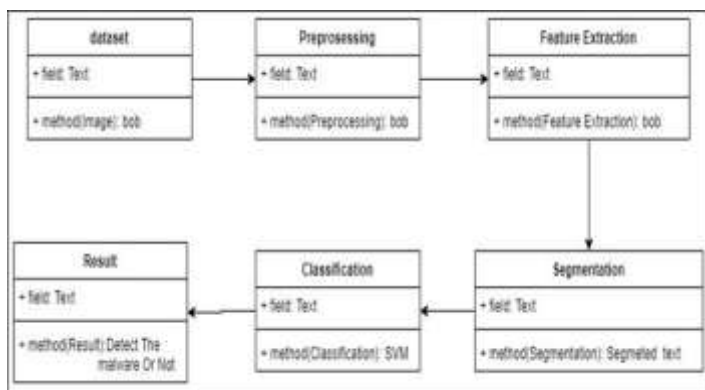 dataset
+ field: Text
+ method(Image): bob
Preprosessing
+ field: Text
+ method(Preprocessing): bob
Feature Extraction
+ field: Text
+ method(Feature Extraction): bob
Result
+ field: Text
+ method(Result):Detect The
malware Or Not
Classification
+ field: Text
+ method(Classification): SVM
Segmentation
+ field: Text
+ method(Segmentation): Segmeted text